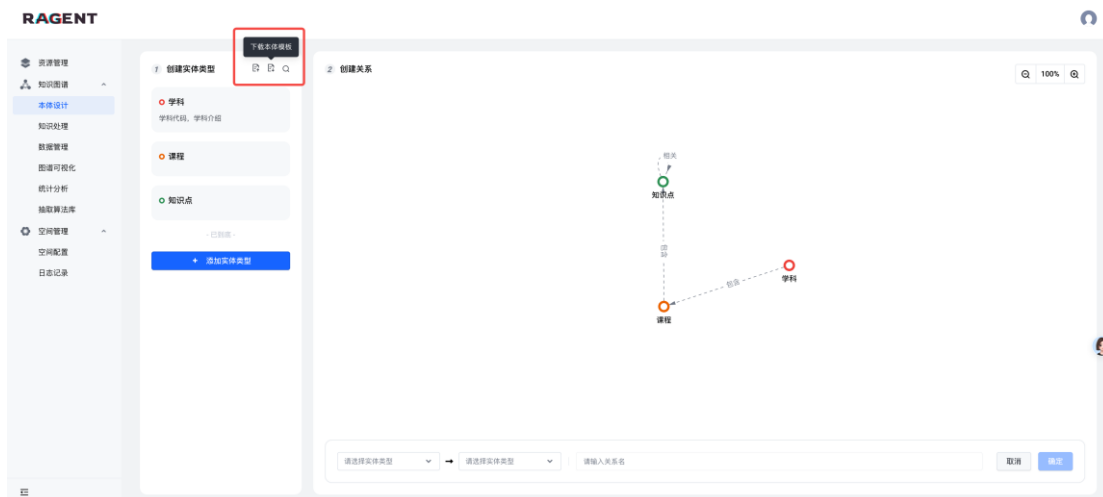 RAGENT
下载本体模板
资源管理
知识图谱
本体设计
知识处理
数据管理
图谱可视化
统计分析
抽取算法库
空间管理
空间配置
日志记录
1 创建实体类型
学科
学科代码、学科介绍
课程
知识点
- 已到底 -
+ 添加实体类型
2 创建关系
100%
相关
知识点
包含
包含
学科
课程
请选择实体类型
请选择实体类型
请输入关系名
取消
确定